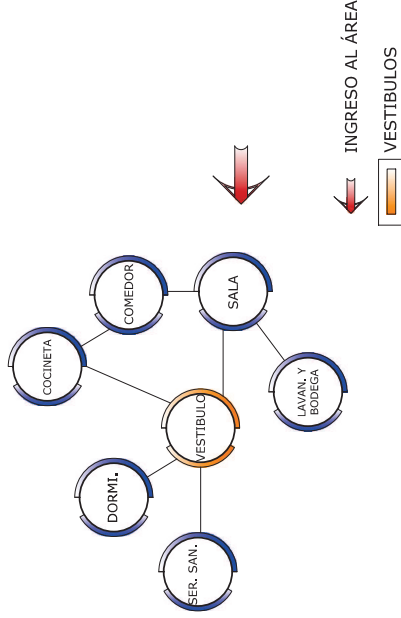 COCINETA
COMEDOR
SALA
DORMI.
VESTIBULO
LAVAN. Y
BODEGA
SER. SAN.
INGRESO AL ÁREA
VESTIBULOS